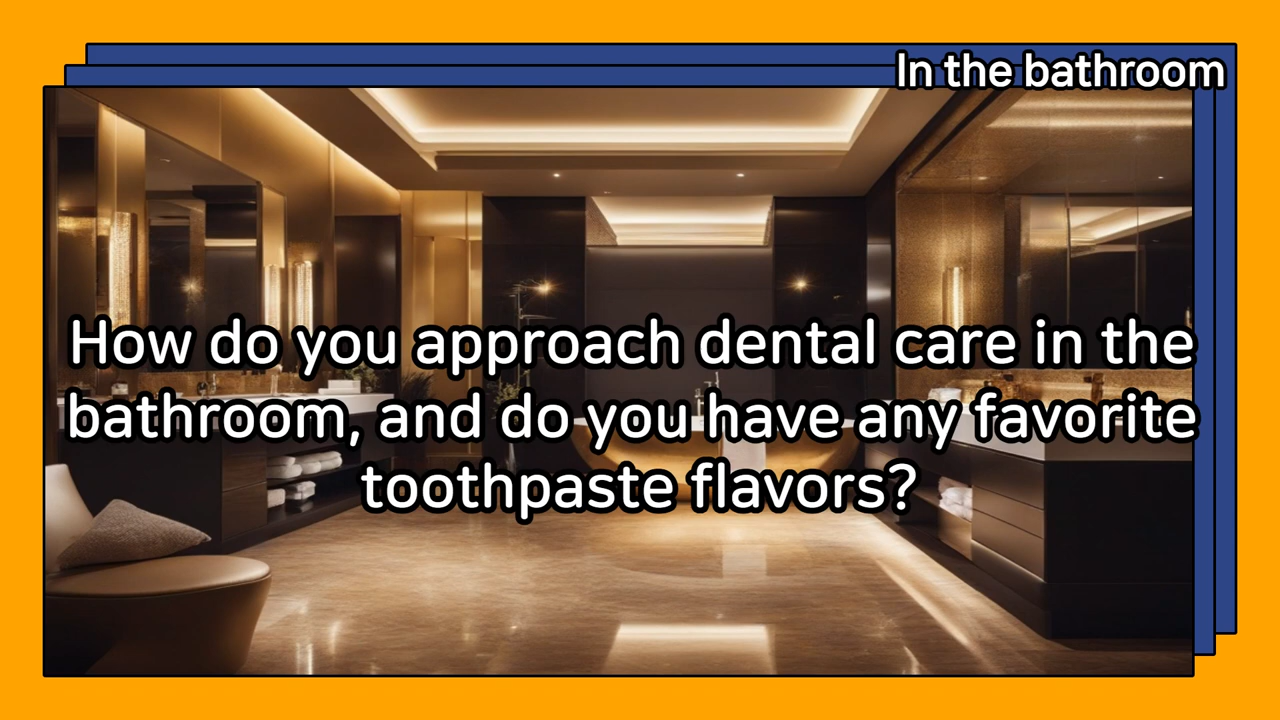 In the bathroom
How do you approach dental care in the
bathroom, and do you have any favorite
toothpaste flavors?